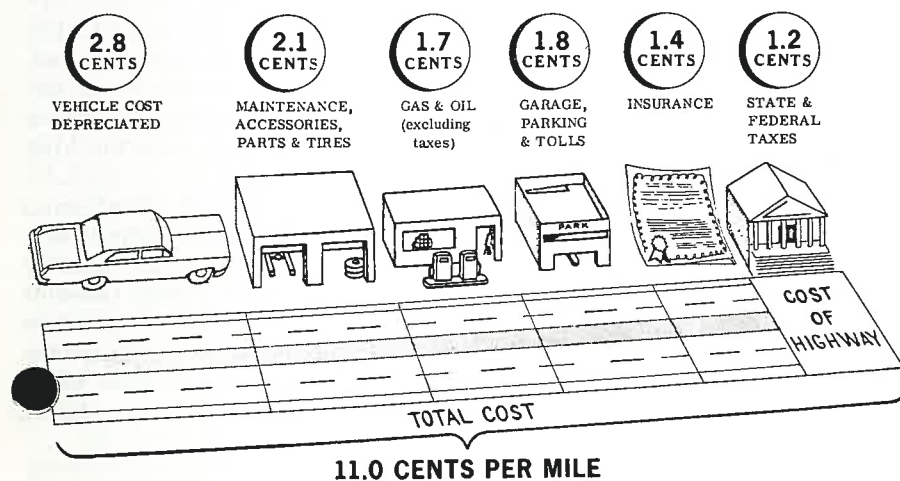 2.8
CENTS
2.1
CENTS
1.7
CENTS
1.8
CENTS
1.4
CENTS
1.2
CENTS
VEHICLE COST
DEPRECIATED
MAINTENANCE,
ACCESSORIES,
PARTS & TIRES
GAS & OIL
(excluding
taxes)
GARAGE,
PARKING
& TOLLS
INSURANCE
STATE &
FEDERAL
TAXES
PARK
COST
OF
HIGHWAY
TOTAL COST
11.0 CENTS PER MILE